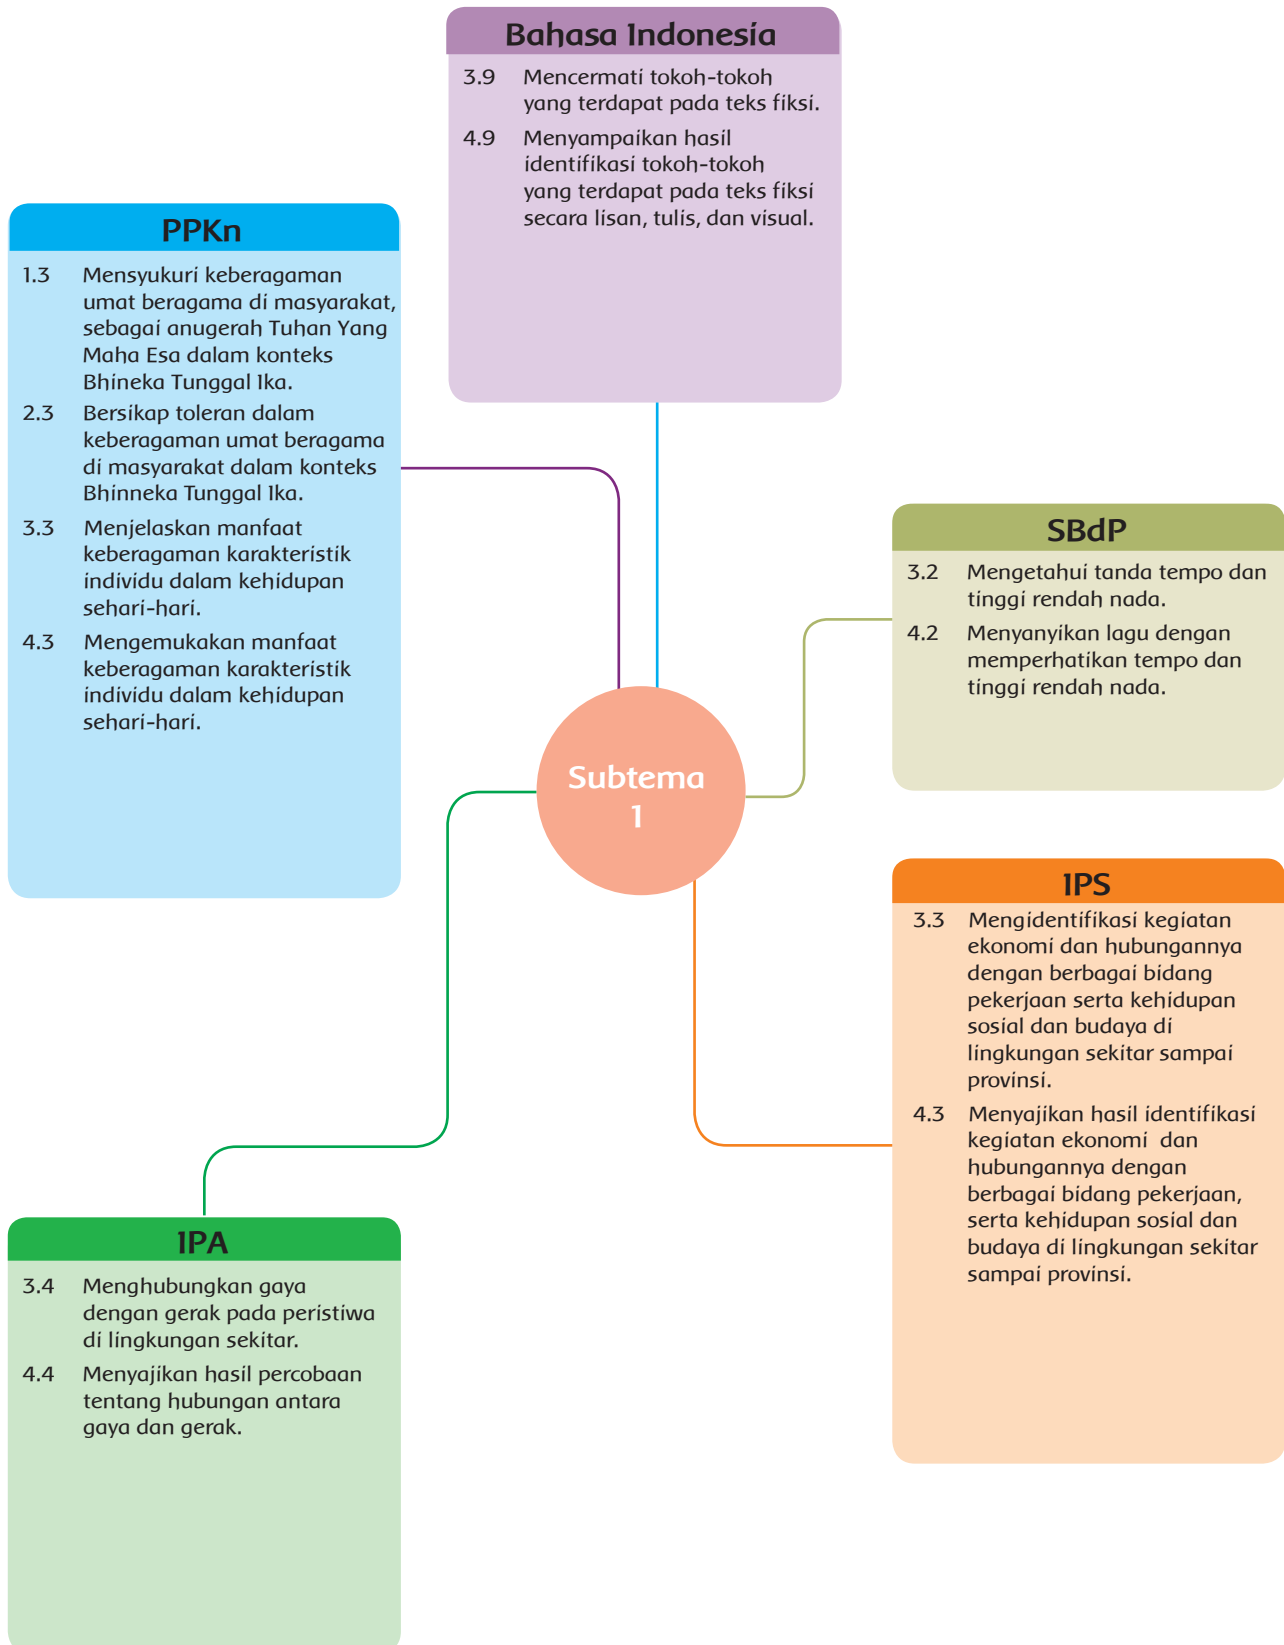 Bahasa Indonesia
3.9 Mencermati tokoh-tokoh
yang terdapat pada teks fiksi.
4.9 Menyampaikan hasil
identifikasi tokoh-tokoh
yang terdapat pada teks fiksi
secara lisan, tulis, dan visual.
PPKn
1.3 Mensyukuri keberagaman
umat beragama di masyarakat,
sebagai anugerah Tuhan Yang
Maha Esa dalam konteks
Bhineka Tunggal Ika.
2.3 Bersikap toleran dalam
keberagaman umat beragama
di masyarakat dalam konteks
Bhinneka Tunggal Ika.
3.3 Menjelaskan manfaat
keberagaman karakteristik
individu dalam kehidupan
sehari-hari.
4.3 Mengemukakan manfaat
keberagaman karakteristik
individu dalam kehidupan
sehari-hari.
SBdP
3.2 Mengetahui tanda tempo dan
tinggi rendah nada.
4.2 Menyanyikan lagu dengan
memperhatikan tempo dan
tinggi rendah nada.
Subtema
1
IPS
3.3 Mengidentifikasi kegiatan
ekonomi dan hubungannya
dengan berbagai bidang
pekerjaan serta kehidupan
sosial dan budaya di
lingkungan sekitar sampai
provinsi.
4.3 Menyajikan hasil identifikasi
kegiatan ekonomi dan
hubungannya dengan
berbagai bidang pekerjaan,
serta kehidupan sosial dan
budaya di lingkungan sekitar
sampai provinsi.
IPA
3.4 Menghubungkan gaya
dengan gerak pada peristiwa
di lingkungan sekitar.
4.4 Menyajikan hasil percobaan
tentang hubungan antara
gaya dan gerak.